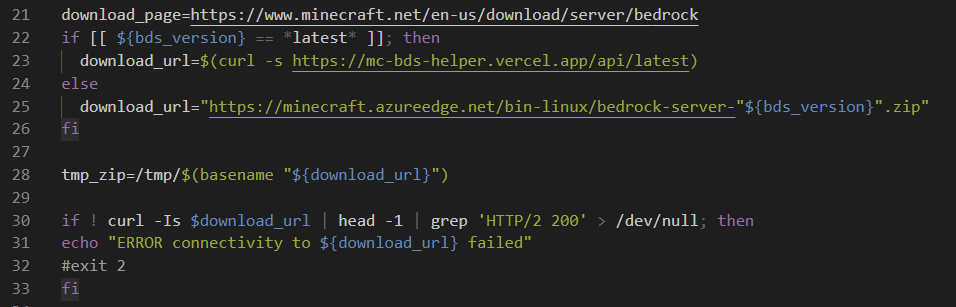 21 download_page=https://www.minecraft.net/en-us/download/server/bedrock
22 if [[ ${bds_version} == *latest* ]]; then
23 download_url=$(curl -s https://mc-bds-helper.vercel.app/api/latest)
24 else
25 download_url="https://minecraft.azureedge.net/bin-linux/bedrock-server-"${bds_version}".zip"
26 fi
27
28 tmp_zip=/tmp/$(basename "${download_url}")
29
30 if ! curl -Is $download_url | head -1 | grep 'HTTP/2 200' > /dev/null; then
31 echo "ERROR connectivity to ${download_url} failed"
32 #exit 2
33 fi